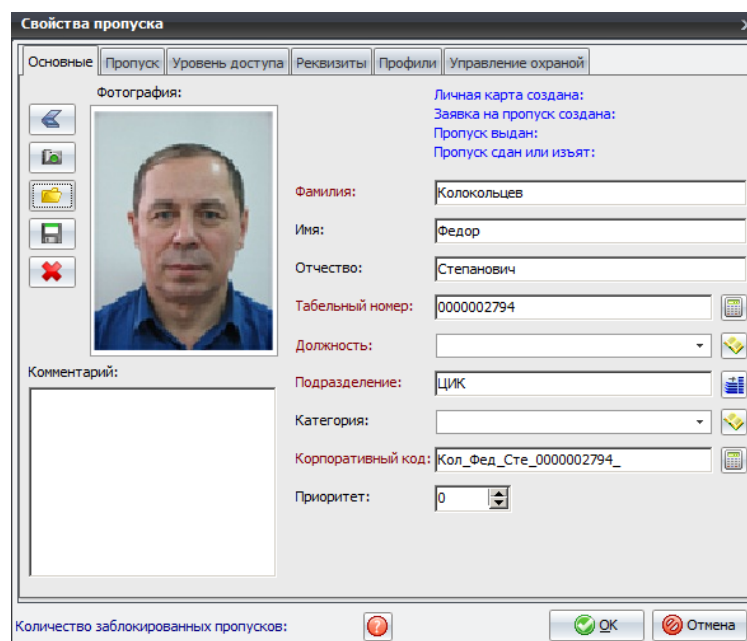 Свойства пропуска
Основные Пропуск Уровень доступа Реквизиты Профили Управление охраной
Фотография:
Личная карта создана:
Заявка на пропуск создана:
Пропуск выдан:
Пропуск сдан или изъят:
Фамилия: Колокольцев
Имя: Федор
Отчество: Степанович
Табельный номер: 0000002794
Должность:
Комментарий:
Подразделение: ЦИК
Категория:
Корпоративный код: Кол_Фед_Сте_0000002794_
Приоритет: 0
Количество заблокированных пропусков: ? OK Отмена